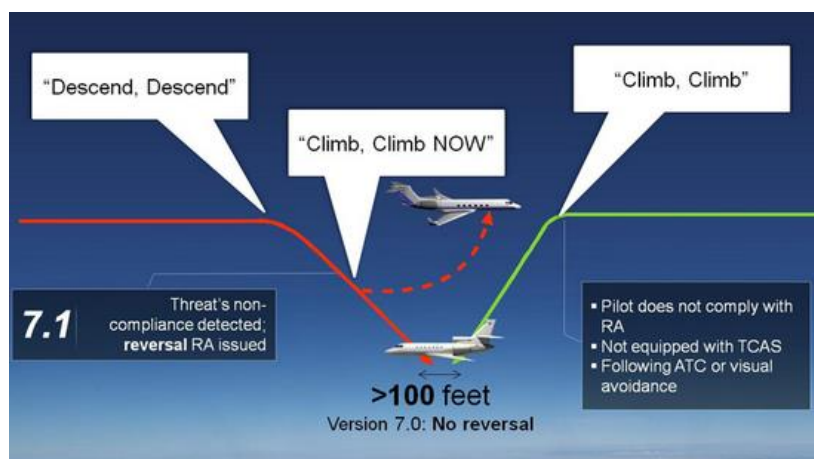 “Descend, Descend”
“Climb, Climb NOW”
“Climb, Climb”
7.1
Threat's non-
compliance detected;
reversal RA issued
▪ Pilot does not comply with
RA
▪ Not equipped with TCAS
▪ Following ATC or visual
avoidance
>100 feet
Version 7.0: No reversal